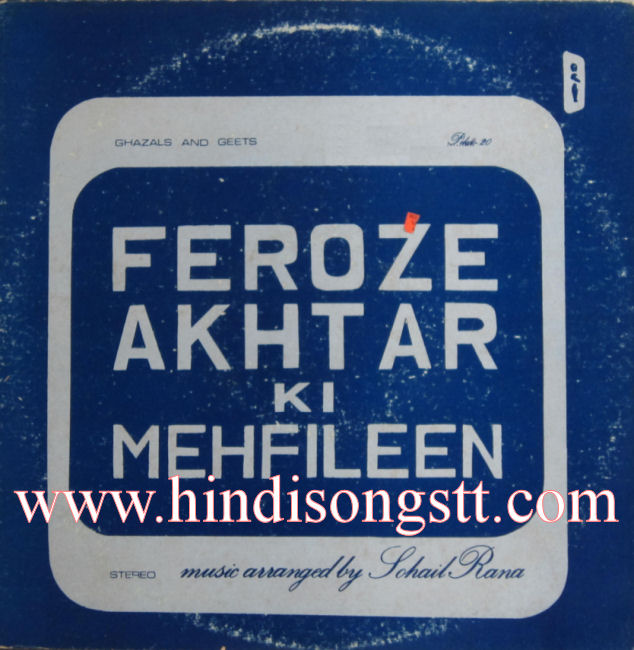 GHAZALS AND GEETS
FEROZE
AKHTAR
KI
MEHFILEEN
www.hindisongstt.com
STEREO music arranged by Sohail Rana